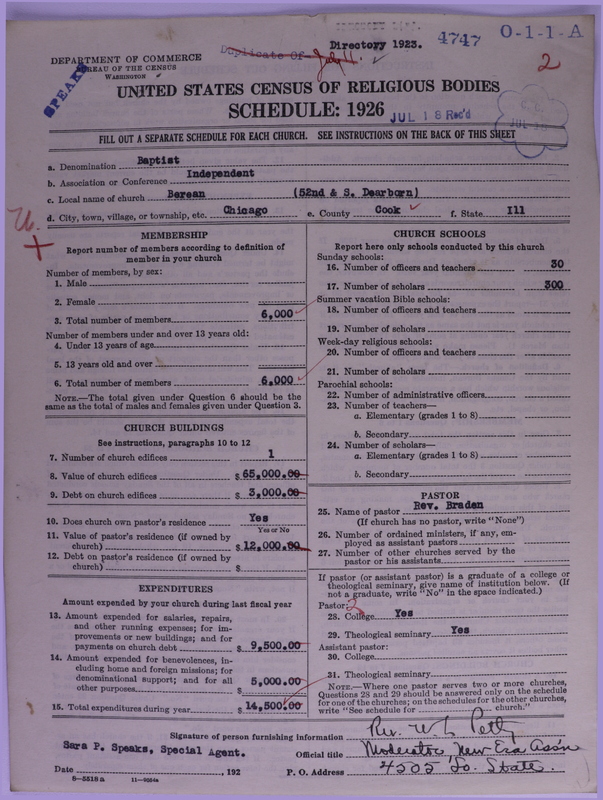 Directory 1923.
4747
O-1-1-A
Duplicate Of July 11.
2
DEPARTMENT OF COMMERCE
BUREAU OF THE CENSUS
WASHINGTON
SPEAKS
UNITED STATES CENSUS OF RELIGIOUS BODIES
SCHEDULE: 1926
JUL 18 Rec'd
FILL OUT A SEPARATE SCHEDULE FOR EACH CHURCH. SEE INSTRUCTIONS ON THE BACK OF THIS SHEET
a. Denomination Baptist
b. Association or Conference Independent
c. Local name of church Berean (52nd & S. Dearborn)
d. City, town, village, or township, etc. Chicago e. County Cook f. State Ill
MEMBERSHIP
Report number of members according to definition of
member in your church
Number of members, by sex:
1. Male
2. Female
3. Total number of members 6,000
Number of members under and over 13 years old:
4. Under 13 years of age
5. 13 years old and over
6. Total number of members 6,000
NOTE.—The total given under Question 6 should be the
same as the total of males and females given under Question 3.
CHURCH BUILDINGS
See instructions, paragraphs 10 to 12
7. Number of church edifices 1
8. Value of church edifices $65,000.00
9. Debt on church edifices $3,000.00
10. Does church own pastor's residence Yes
Yes or No
11. Value of pastor's residence (if owned by
church) $12,000.00
12. Debt on pastor's residence (if owned by
church) $
EXPENDITURES
Amount expended by your church during last fiscal year
13. Amount expended for salaries, repairs,
and other running expenses; for im-
provements or new buildings; and for
payments on church debt $9,500.00
14. Amount expended for benevolences, in-
cluding home and foreign missions; for
denominational support; and for all
other purposes $5,000.00
15. Total expenditures during year $14,500.00
CHURCH SCHOOLS
Report here only schools conducted by this church
Sunday schools:
16. Number of officers and teachers 30
17. Number of scholars 300
Summer vacation Bible schools:
18. Number of officers and teachers
19. Number of scholars
Week-day religious schools:
20. Number of officers and teachers
21. Number of scholars
Parochial schools:
22. Number of administrative officers
23. Number of teachers—
a. Elementary (grades 1 to 8)
b. Secondary
24. Number of scholars—
a. Elementary (grades 1 to 8)
b. Secondary
PASTOR
25. Name of pastor Rev. Braden
(If church has no pastor, write "None")
26. Number of ordained ministers, if any, em-
ployed as assistant pastors
27. Number of other churches served by the
pastor or his assistants
If pastor (or assistant pastor) is a graduate of a college or
theological seminary, give name of institution below. (If
not a graduate, write "No" in the space indicated.)
Pastor: 2
28. College Yes
29. Theological seminary Yes
Assistant pastor:
30. College
31. Theological seminary
NOTE.—Where one pastor serves two or more churches,
Questions 28 and 29 should be answered only on the schedule
for one of the churches; on the schedules for the other churches,
write "See schedule for church."
Signature of person furnishing information Rev. W L Petty
Sara P. Speaks, Special Agent.
Official title Moderator New Era Ass'n
Date , 192
P. O. Address 4505 So. State.
8-5518a 11-9064a